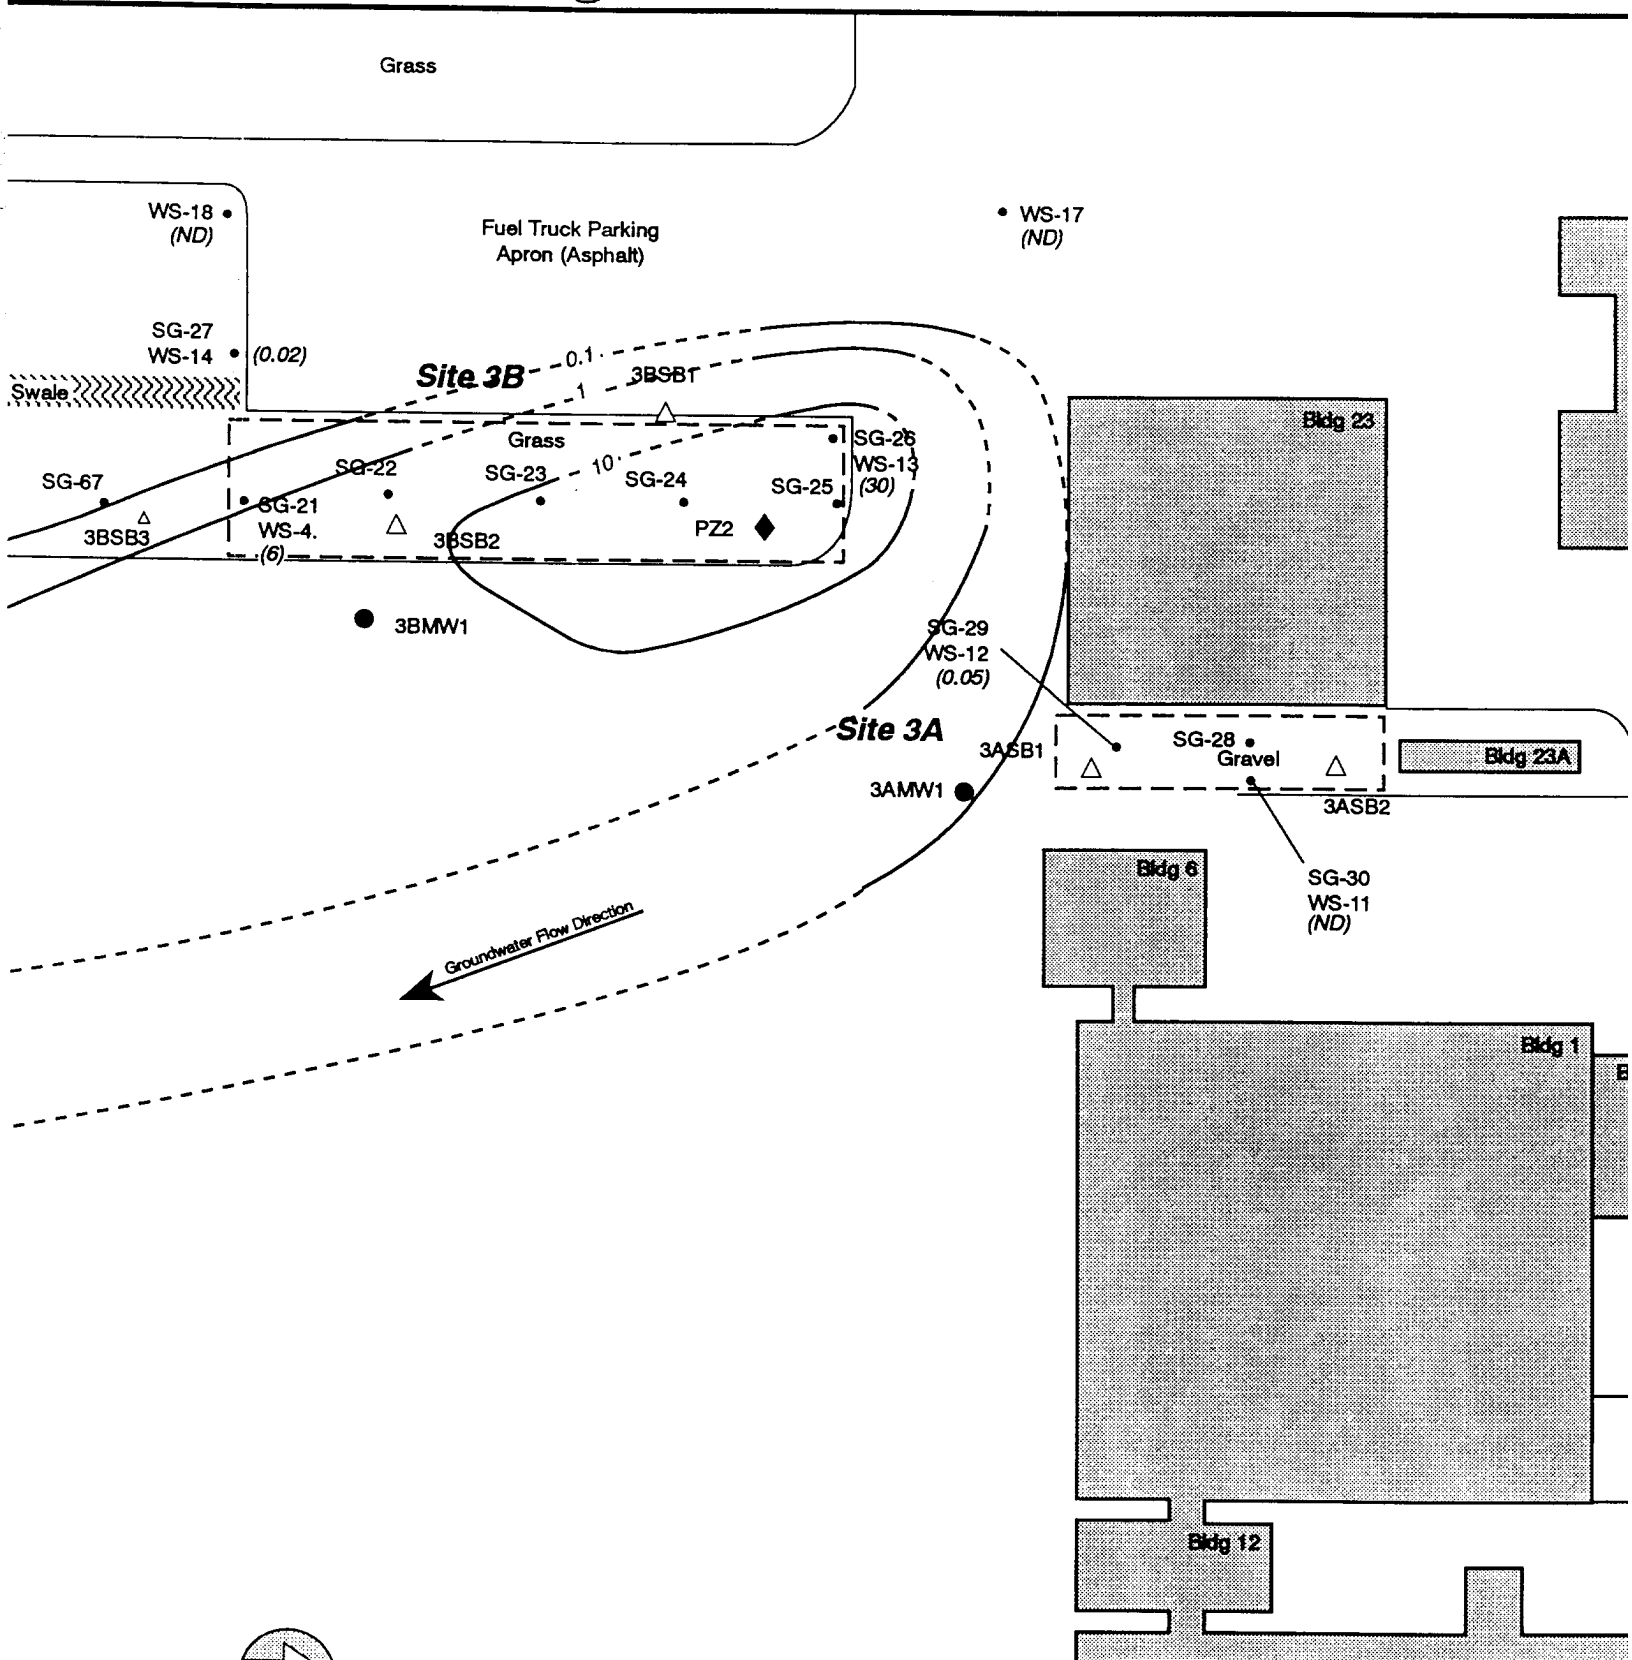 Grass
WS-18
(ND)
Fuel Truck Parking
Apron (Asphalt)
WS-17
(ND)
SG-27
WS-14
(0.02)
Swale
Site 3B
0.1
1
3BSB1
Bldg 23
Grass
SG-26
WS-13
(30)
SG-67
SG-22
SG-23
10
SG-24
SG-25
SG-21
WS-4.
(6)
3BSB3
3BSB2
PZ2
3BMW1
SG-29
WS-12
(0.05)
Site 3A
3ASB1
SG-28
Gravel
Bldg 23A
3AMW1
3ASB2
Bldg 6
SG-30
WS-11
(ND)
Groundwater Flow Direction
Bldg 1
Bldg 12